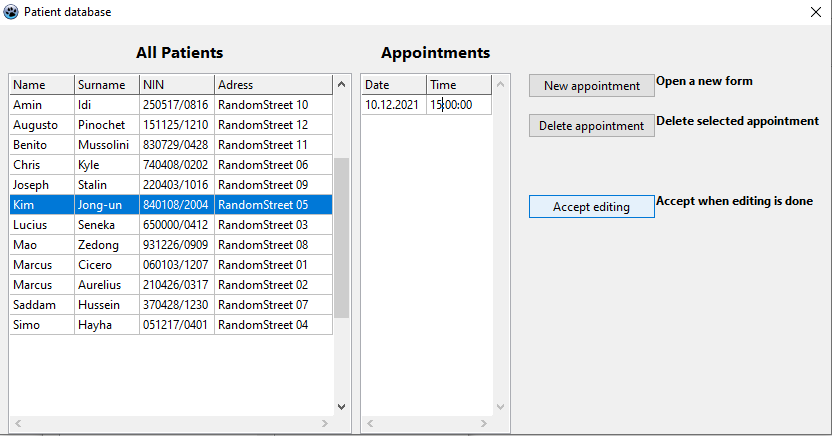 Patient database
All Patients
Appointments
Name Surname NIN Adress
Amin Idi 250517/0816 RandomStreet 10
Augusto Pinochet 151125/1210 RandomStreet 12
Benito Mussolini 830729/0428 RandomStreet 11
Chris Kyle 740408/0202 RandomStreet 06
Joseph Stalin 220403/1016 RandomStreet 09
Kim Jong-un 840108/2004 RandomStreet 05
Lucius Seneka 650000/0412 RandomStreet 03
Mao Zedong 931226/0909 RandomStreet 08
Marcus Cicero 060103/1207 RandomStreet 01
Marcus Aurelius 210426/0317 RandomStreet 02
Saddam Hussein 370428/1230 RandomStreet 07
Simo Hayha 051217/0401 RandomStreet 04
Date Time
10.12.2021 15:00:00
New appointment Open a new form
Delete appointment Delete selected appointment
Accept editing Accept when editing is done